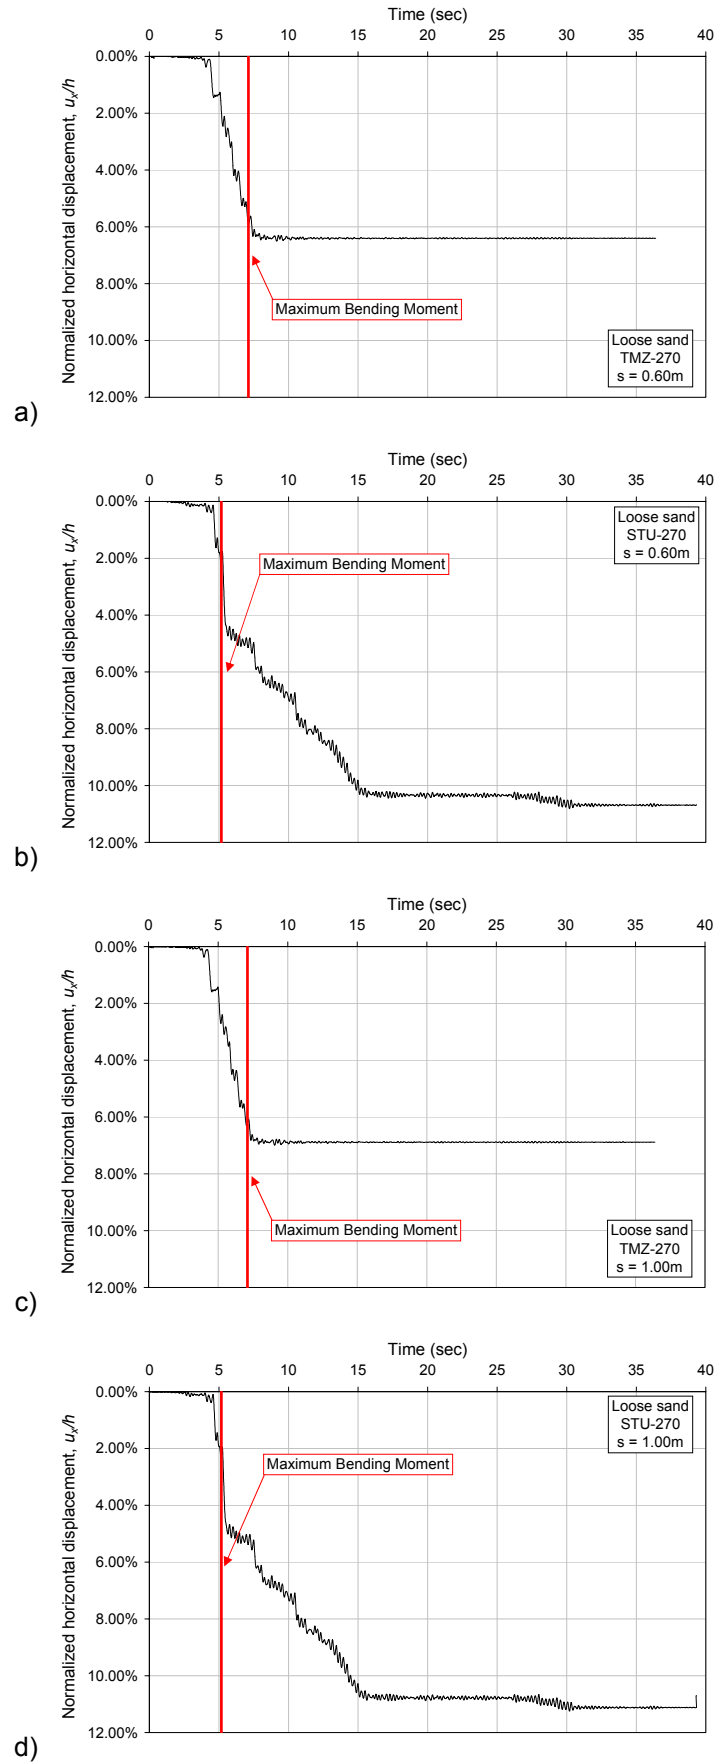 Time (sec)
0 5 10 15 20 25 30 35 40
Normalized horizontal displacement, uₓ/h
0.00%
2.00%
4.00%
6.00%
8.00%
10.00%
12.00%
Maximum Bending Moment
Loose sand
TMZ-270
s = 0.60m
a)
Time (sec)
0 5 10 15 20 25 30 35 40
Normalized horizontal displacement, uₓ/h
0.00%
2.00%
4.00%
6.00%
8.00%
10.00%
12.00%
Loose sand
STU-270
s = 0.60m
Maximum Bending Moment
b)
Time (sec)
0 5 10 15 20 25 30 35 40
Normalized horizontal displacement, uₓ/h
0.00%
2.00%
4.00%
6.00%
8.00%
10.00%
12.00%
Maximum Bending Moment
Loose sand
TMZ-270
s = 1.00m
c)
Time (sec)
0 5 10 15 20 25 30 35 40
Normalized horizontal displacement, uₓ/h
0.00%
2.00%
4.00%
6.00%
8.00%
10.00%
12.00%
Loose sand
STU-270
s = 1.00m
Maximum Bending Moment
d)